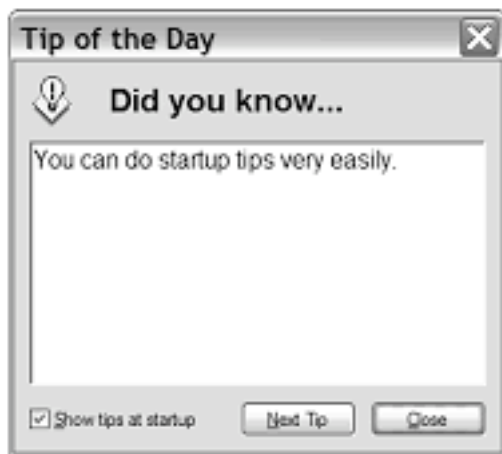 Tip of the Day
Did you know...
You can do startup tips very easily.
Show tips at startup
Next Tip
Close